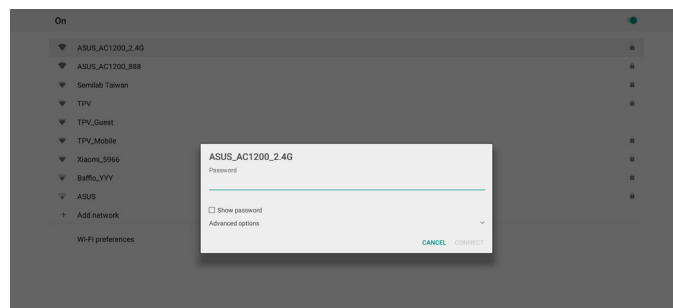 On
ASUS_AC1200_2.4G
ASUS_AC1200_888
Semilab Taiwan
TPV
TPV_Guest
TPV_Mobile
Xiaomi_5966
Baffio_YYY
ASUS
+ Add network
Wi-Fi preferences
ASUS_AC1200_2.4G
Password
Show password
Advanced options
CANCEL CONNECT